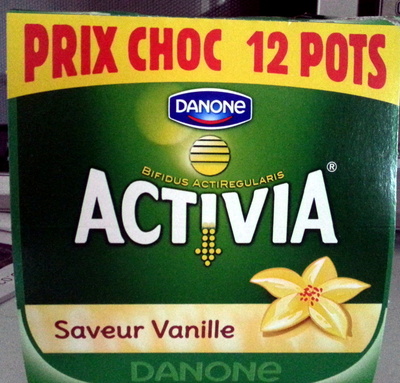 PRIX CHOC 12 POTS
DANONE
BIFIDUS ACTIREGULARIS
ACTIVIA®
Saveur Vanille
DANONE